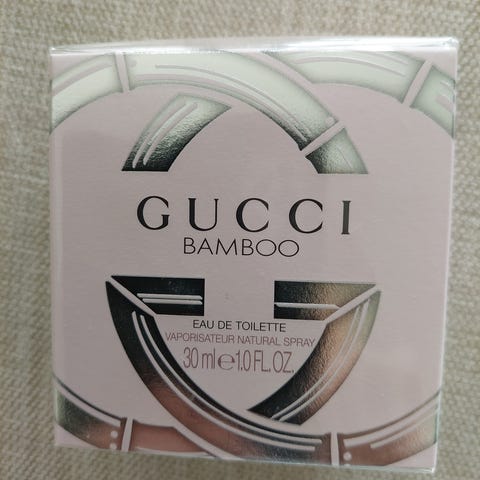 GUCCI
BAMBOO
EAU DE TOILETTE
VAPORISATEUR NATURAL SPRAY
30 ml e 1.0 FL.OZ.